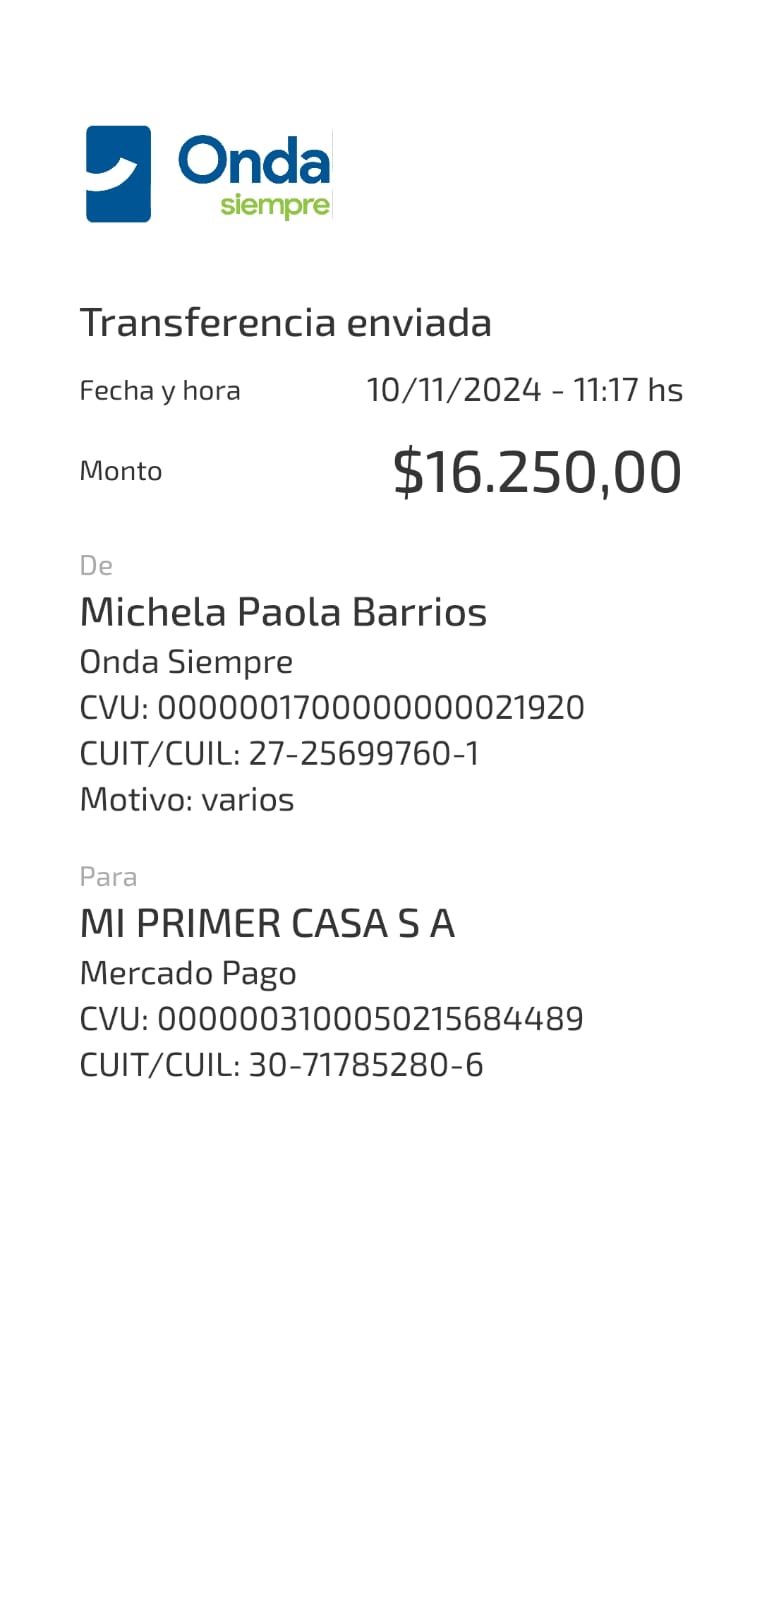 Onda
siempre
Transferencia enviada
Fecha y hora 10/11/2024 - 11:17 hs
Monto $16.250,00
De
Michela Paola Barrios
Onda Siempre
CVU: 0000001700000000021920
CUIT/CUIL: 27-25699760-1
Motivo: varios
Para
MI PRIMER CASA S A
Mercado Pago
CVU: 0000003100050215684489
CUIT/CUIL: 30-71785280-6